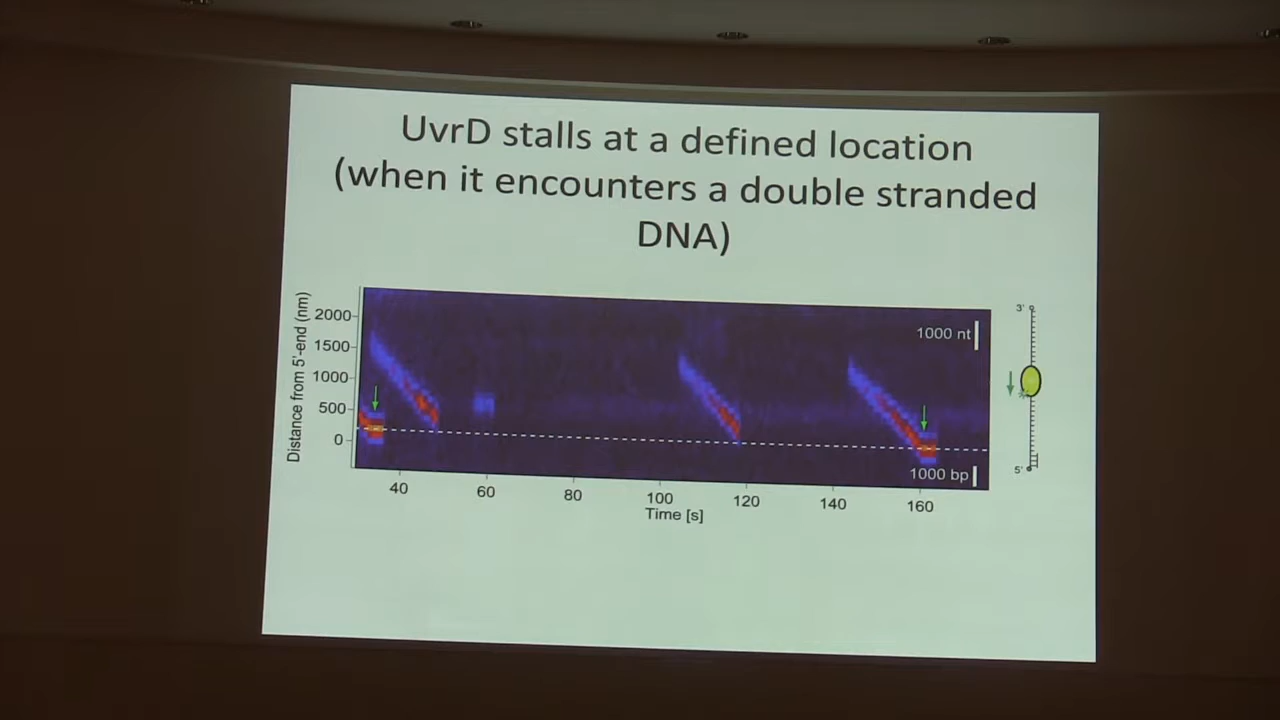 UvrD stalls at a defined location
(when it encounters a double stranded
DNA)
Distance from 5'-end (nm)
2000
1500
1000
500
0
1000 nt
1000 bp
3'
5'
40
60
80
100
120
140
160
Time [s]